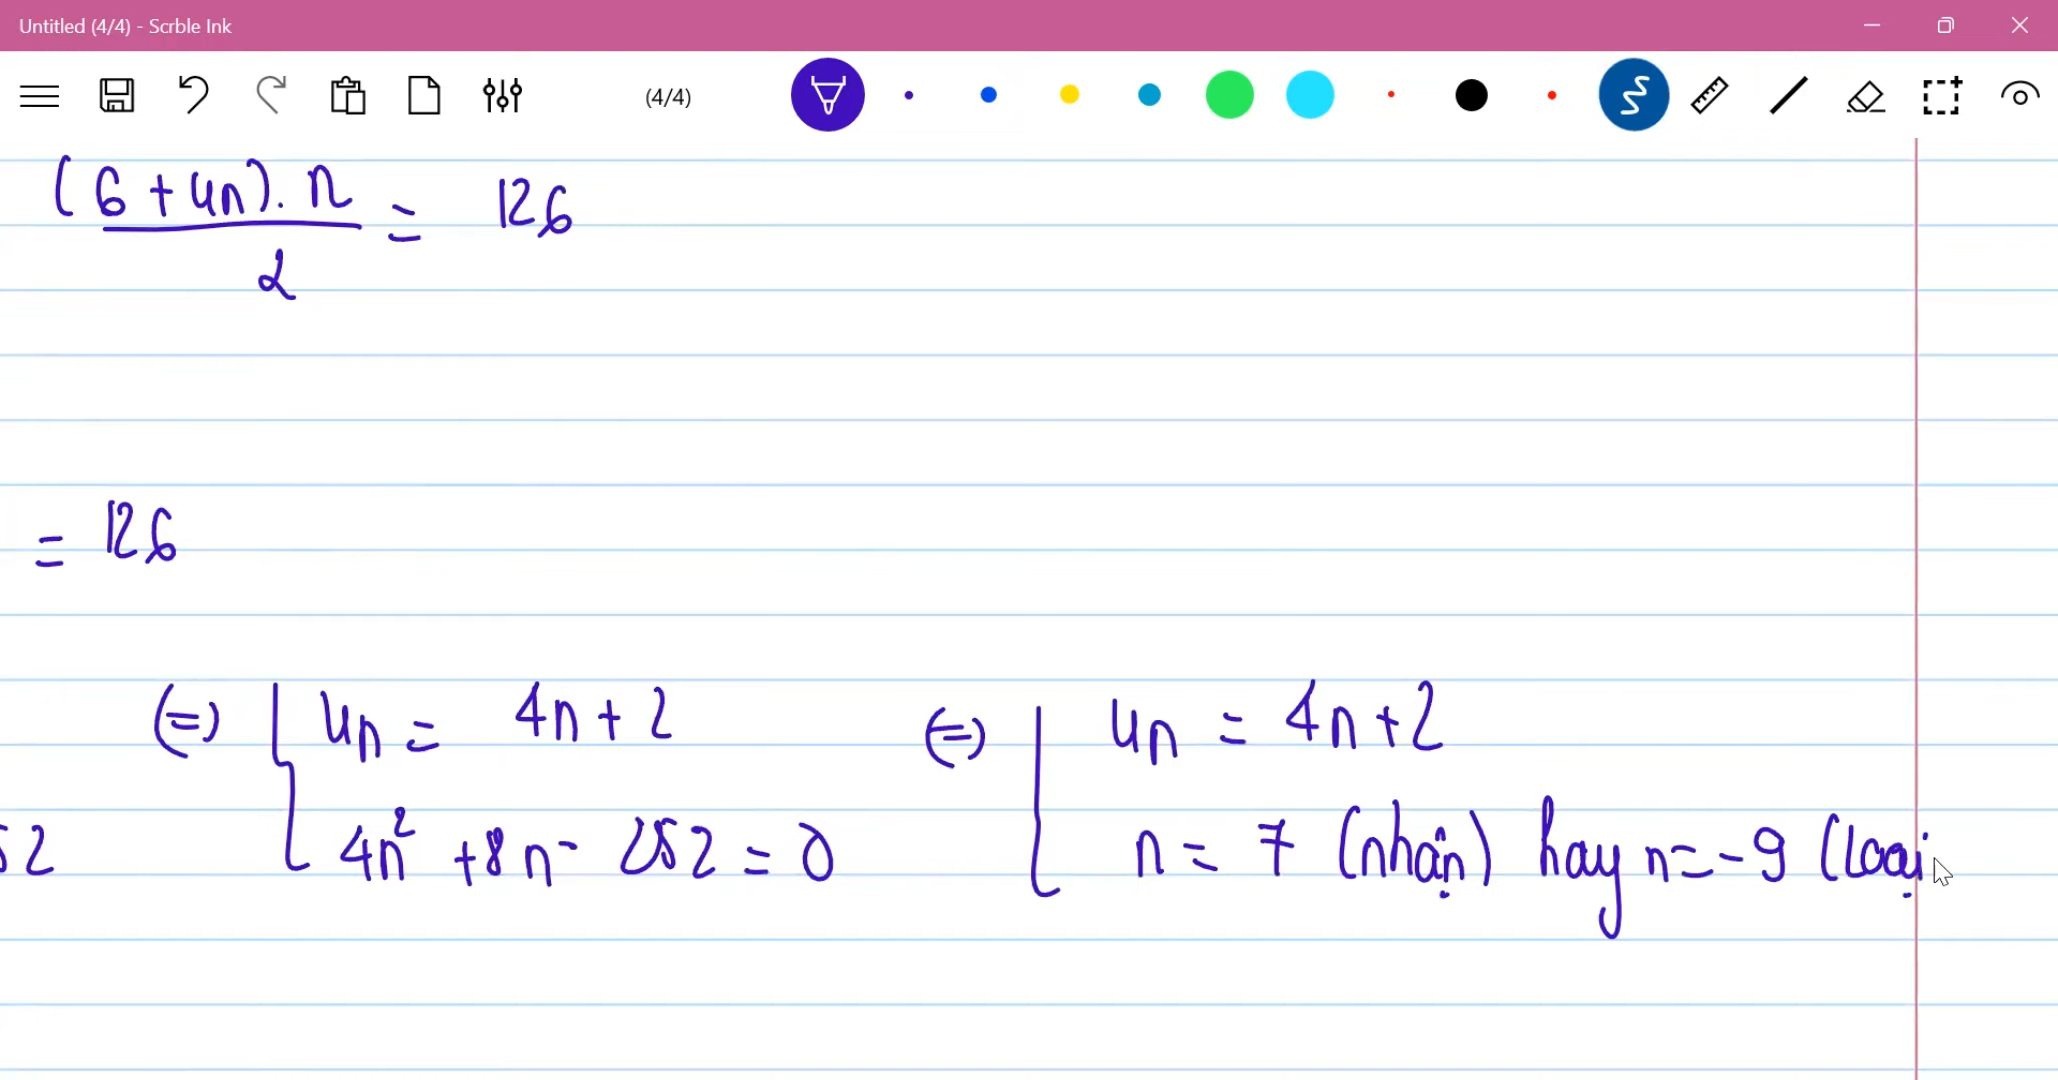 Untitled (4/4) - Scrble Ink
(4/4)
(6 + un). n / 2 = 126
= 126
(=) { un = 4n + 2 (=) { un = 4n + 2
52 4n² + 8n - 252 = 0 n = 7 (nhận) hay n = -9 (Loại